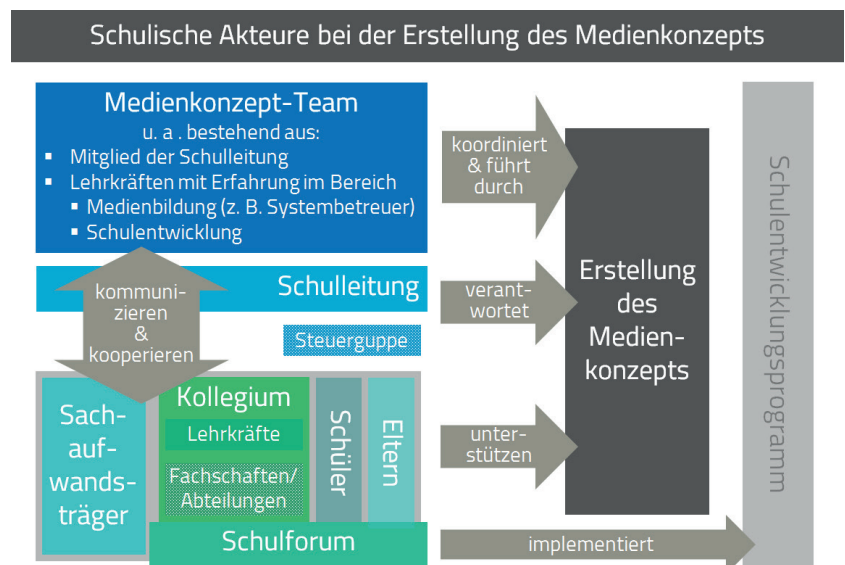 Schulische Akteure bei der Erstellung des Medienkonzepts
Medienkonzept-Team
u. a . bestehend aus:
▪ Mitglied der Schulleitung
▪ Lehrkräften mit Erfahrung im Bereich
▪ Medienbildung (z. B. Systembetreuer)
▪ Schulentwicklung
koordiniert
& führt
durch
Schulleitung
verant-
wortet
kommuni-
zieren
&
kooperieren
Steuerguppe
Sach-
auf-
wands-
träger
Kollegium
Lehrkräfte
Fachschaften/
Abteilungen
Schüler
Eltern
unter-
stützen
Schulforum
implementiert
Erstellung
des
Medien-
konzepts
Schulentwicklungsprogramm